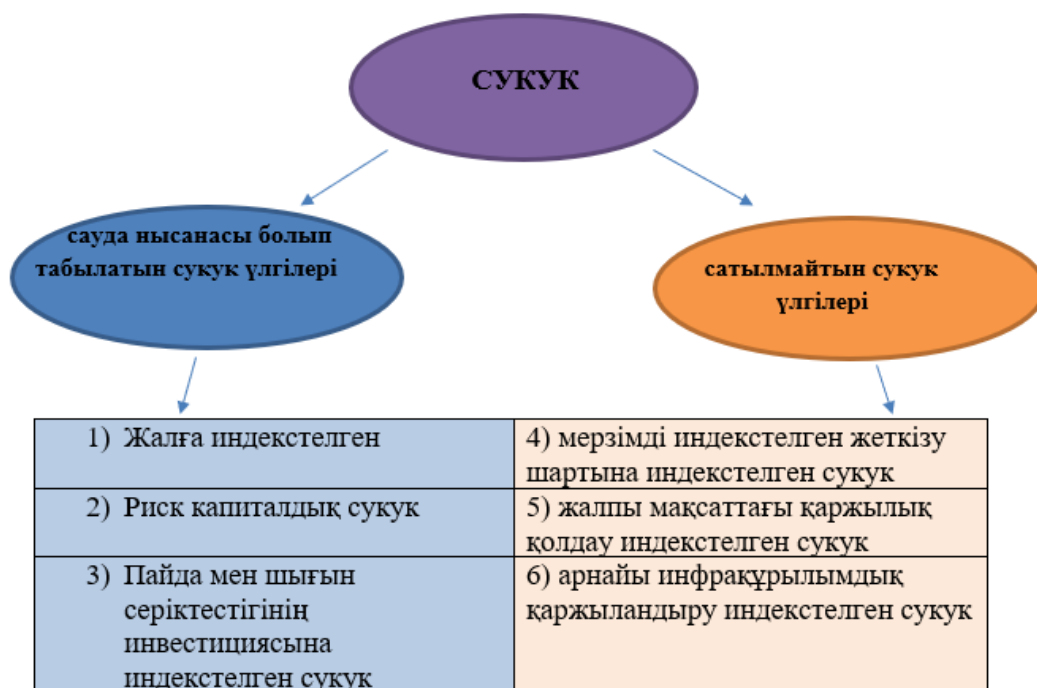 СУКУК
сауда нысанасы болып
табылатын сукук үлгілері
сатылмайтын сукук
үлгілері
1) Жалға индекстелген
4) мерзімді индекстелген жеткізу
шартына индекстелген сукук
2) Риск капиталдық сукук
5) жалпы мақсаттағы қаржылық
қолдау индекстелген сукук
3) Пайда мен шығын
серіктестігінің
инвестициясына
индекстелген сукук
6) арнайы инфрақұрылымдық
қаржыландыру индекстелген сукук